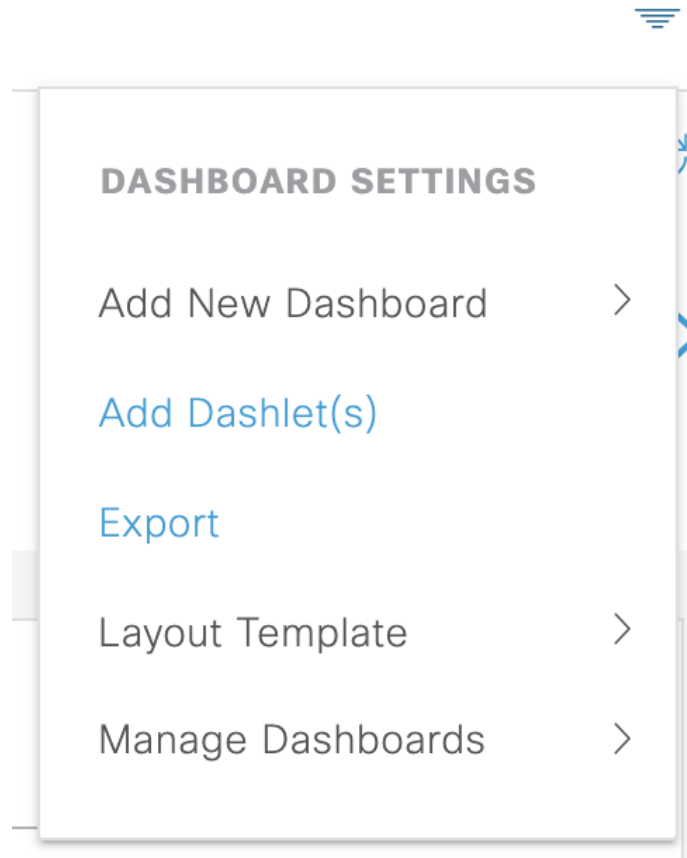 DASHBOARD SETTINGS
Add New Dashboard
Add Dashlet(s)
Export
Layout Template
Manage Dashboards